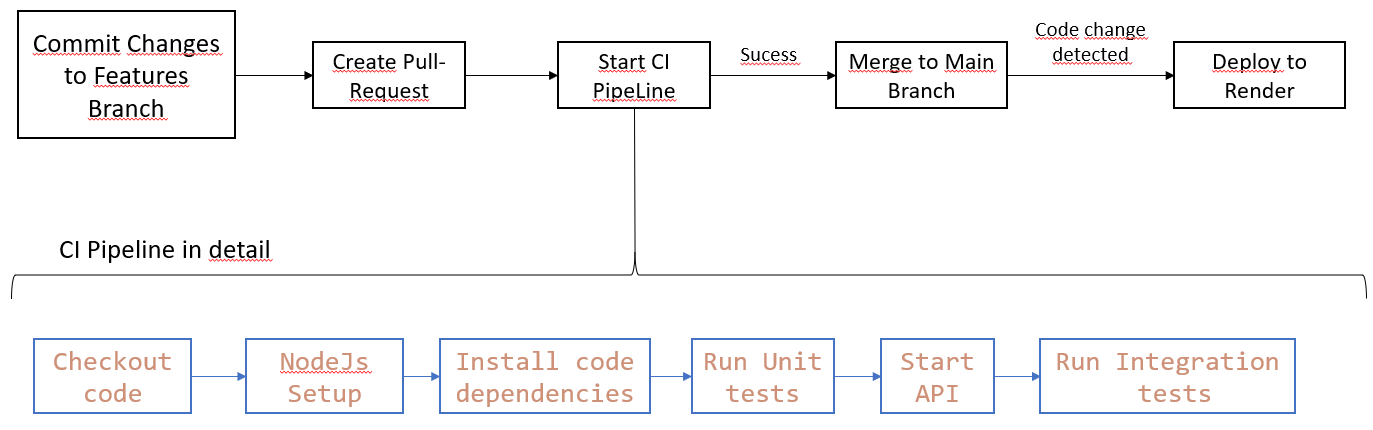 Commit Changes
to Features
Branch
Create Pull-
Request
Start CI
PipeLine
Sucess
Merge to Main
Branch
Code change
detected
Deploy to
Render
CI Pipeline in detail
Checkout
code
NodeJs
Setup
Install code
dependencies
Run Unit
tests
Start
API
Run Integration
tests